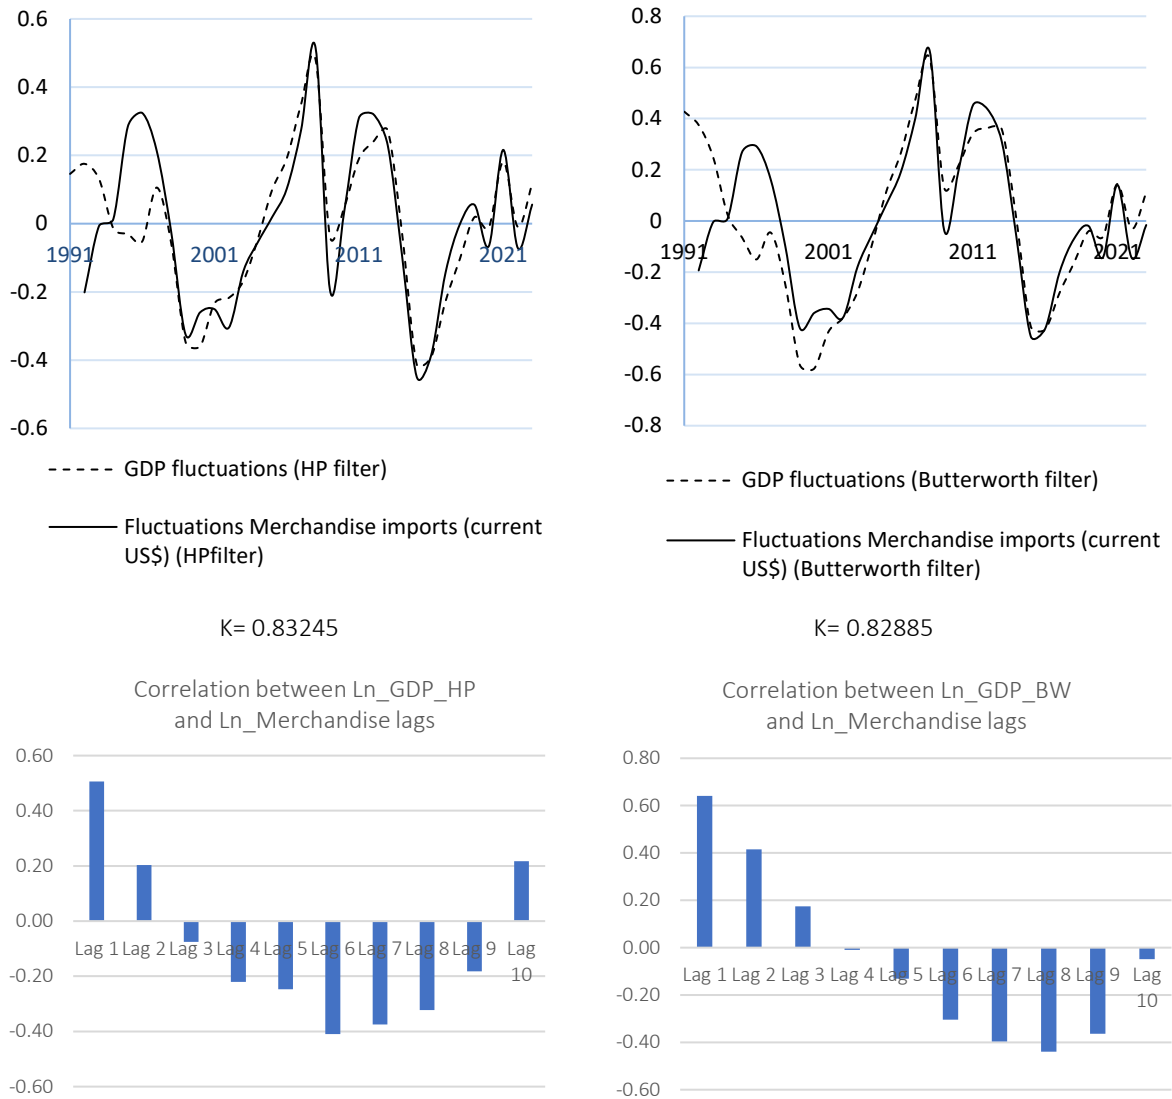 0.6
0.4
0.2
0
-0.2
-0.4
-0.6
1991
2001
2011
2021
GDP fluctuations (HP filter)
Fluctuations Merchandise imports (current
US$) (HPfilter)
K= 0.83245
0.8
0.6
0.4
0.2
0
-0.2
-0.4
-0.6
-0.8
1991
2001
2011
2021
GDP fluctuations (Butterworth filter)
Fluctuations Merchandise imports (current
US$) (Butterworth filter)
K= 0.82885
Correlation between Ln_GDP_HP
and Ln_Merchandise lags
0.60
0.40
0.20
0.00
-0.20
-0.40
-0.60
Lag 1 Lag 2 Lag 3 Lag 4 Lag 5 Lag 6 Lag 7 Lag 8 Lag 9 Lag
10
Correlation between Ln_GDP_BW
and Ln_Merchandise lags
0.80
0.60
0.40
0.20
0.00
-0.20
-0.40
-0.60
Lag 1 Lag 2 Lag 3 Lag 4 Lag 5 Lag 6 Lag 7 Lag 8 Lag 9 Lag
10